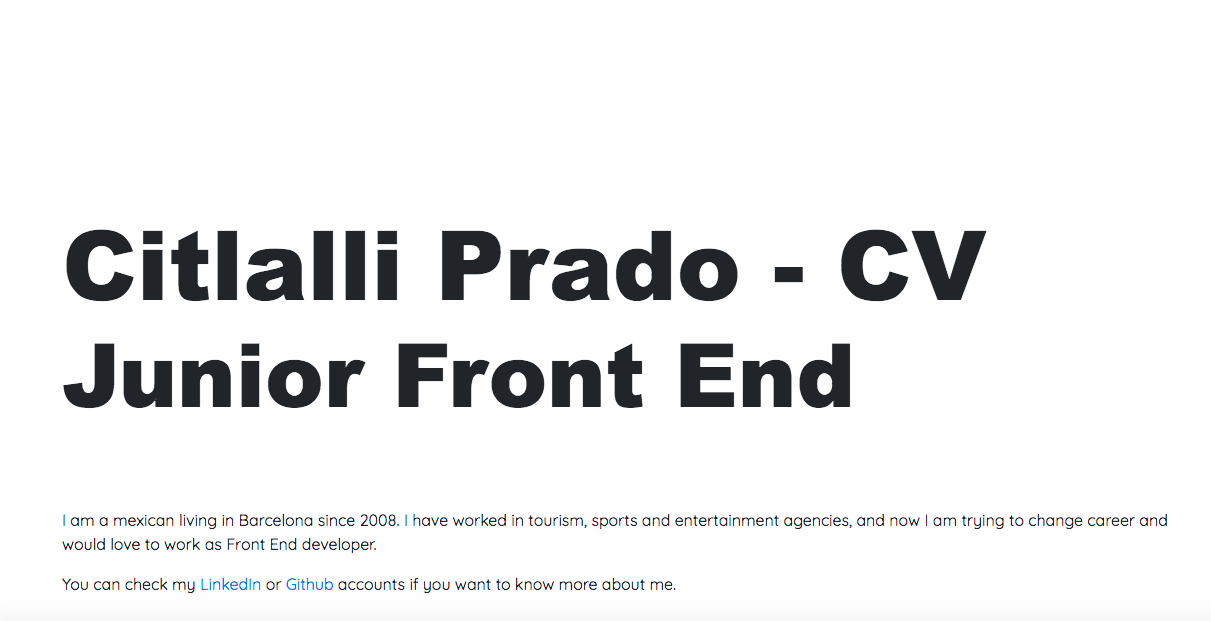 Citlalli Prado - CV
Junior Front End
I am a mexican living in Barcelona since 2008. I have worked in tourism, sports and entertainment agencies, and now I am trying to change career and
would love to work as Front End developer.
You can check my LinkedIn or Github accounts if you want to know more about me.